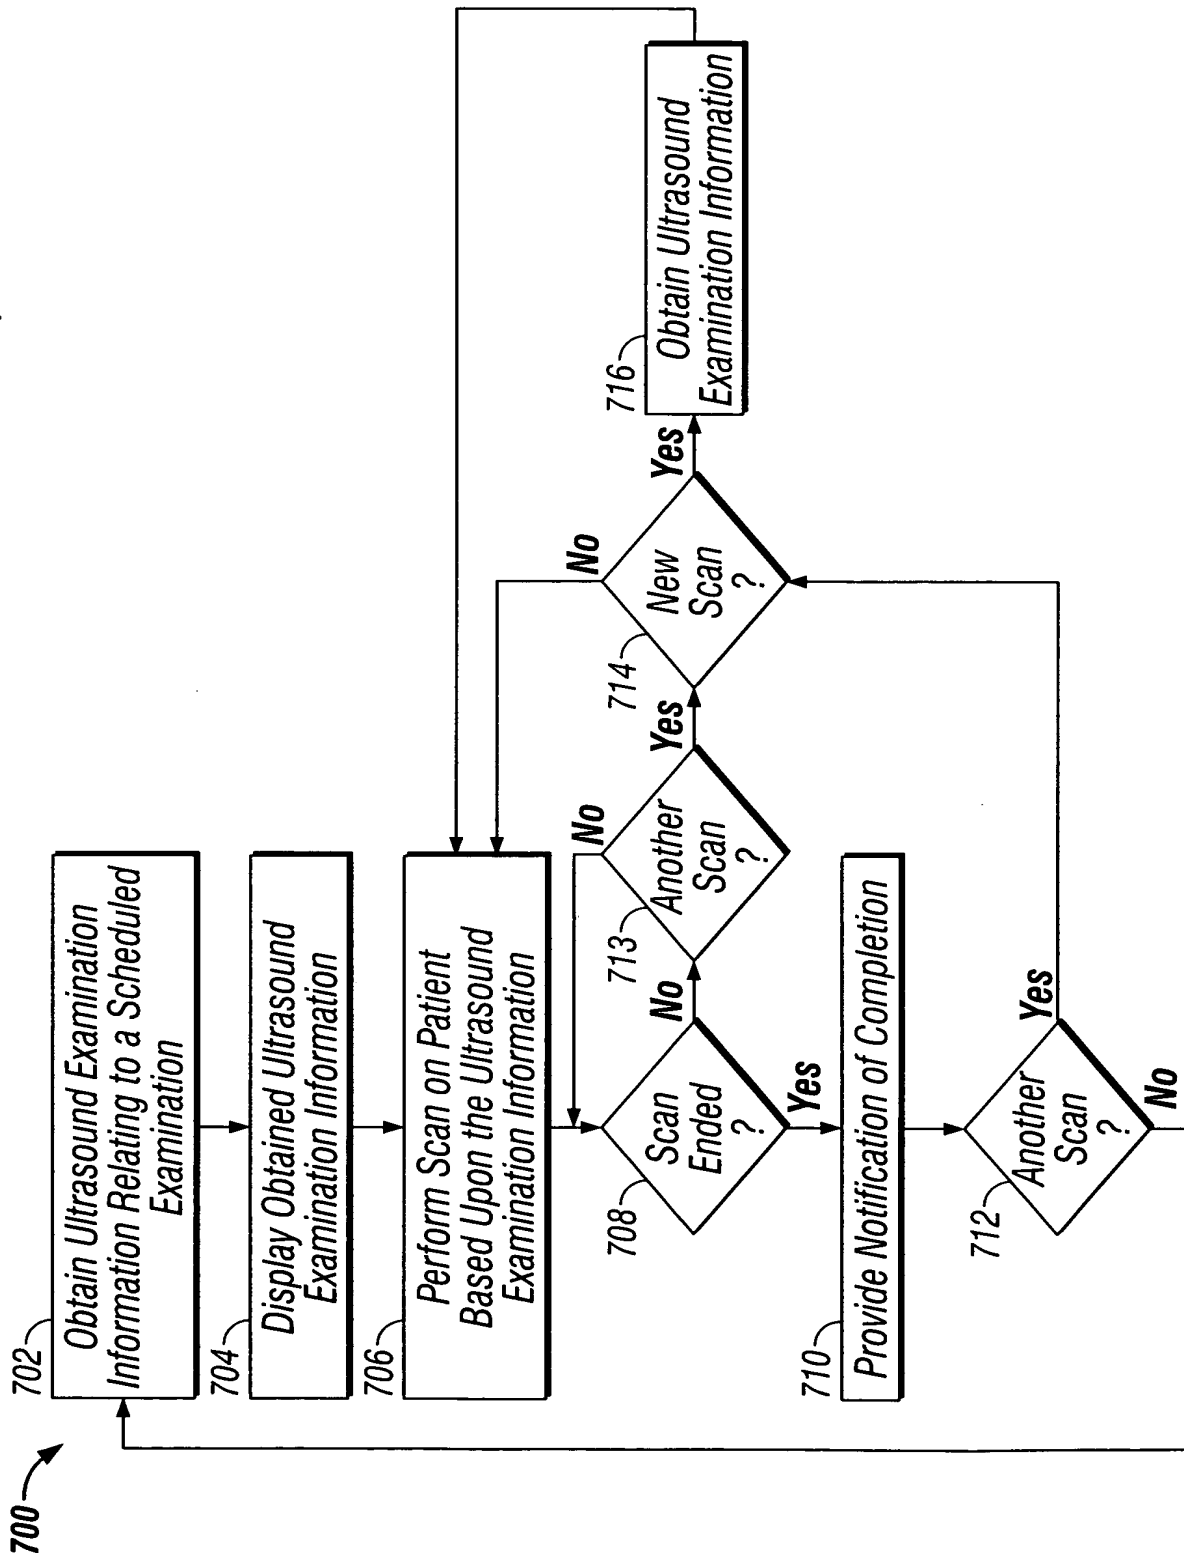 700
702
Obtain Ultrasound Examination
Information Relating to a Scheduled
Examination
704
Display Obtained Ultrasound
Examination Information
706
Perform Scan on Patient
Based Upon the Ultrasound
Examination Information
708
Scan
Ended
?
No
Yes
713
Another
Scan
?
No
Yes
714
New
Scan
?
No
Yes
716
Obtain Ultrasound
Examination Information
710
Provide Notification of Completion
712
Another
Scan
?
Yes
No